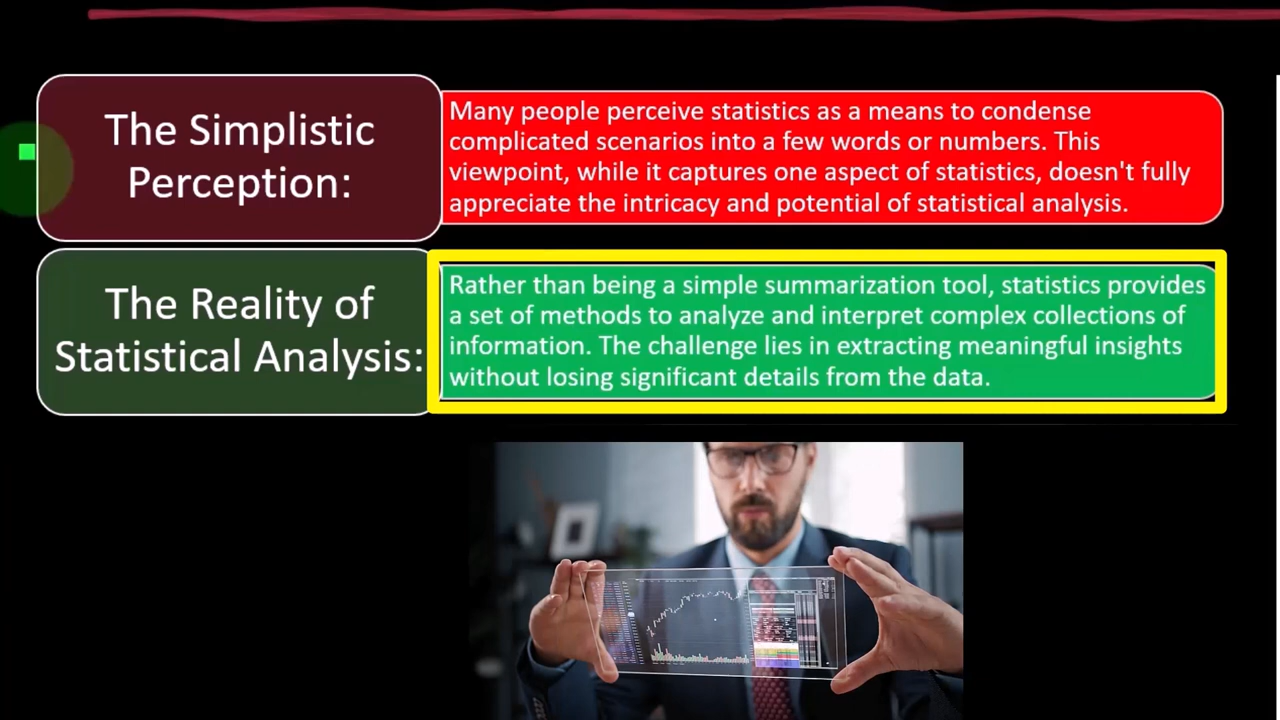 The Simplistic
Perception:
Many people perceive statistics as a means to condense
complicated scenarios into a few words or numbers. This
viewpoint, while it captures one aspect of statistics, doesn't fully
appreciate the intricacy and potential of statistical analysis.
The Reality of
Statistical Analysis:
Rather than being a simple summarization tool, statistics provides
a set of methods to analyze and interpret complex collections of
information. The challenge lies in extracting meaningful insights
without losing significant details from the data.